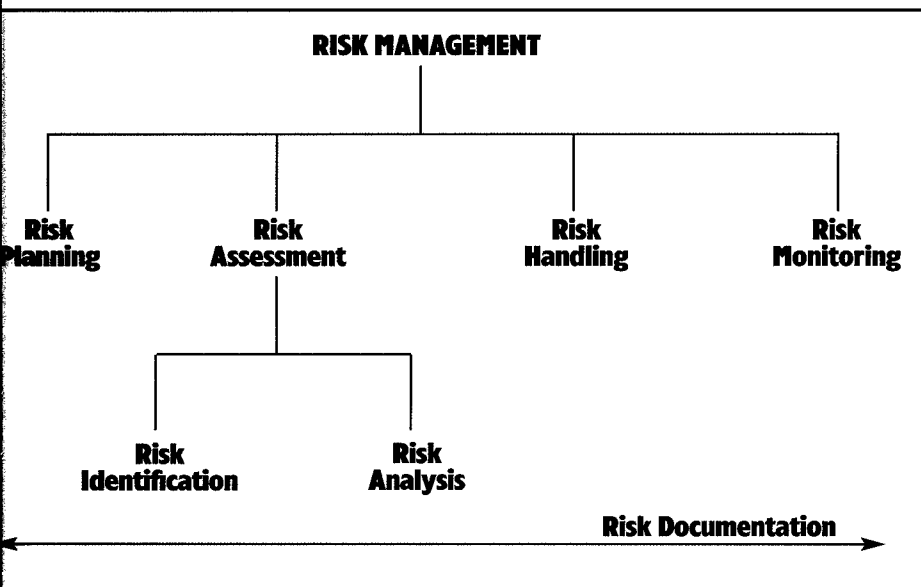 RISK MANAGEMENT
Risk
Planning
Risk
Assessment
Risk
Handling
Risk
Monitoring
Risk
Identification
Risk
Analysis
Risk Documentation